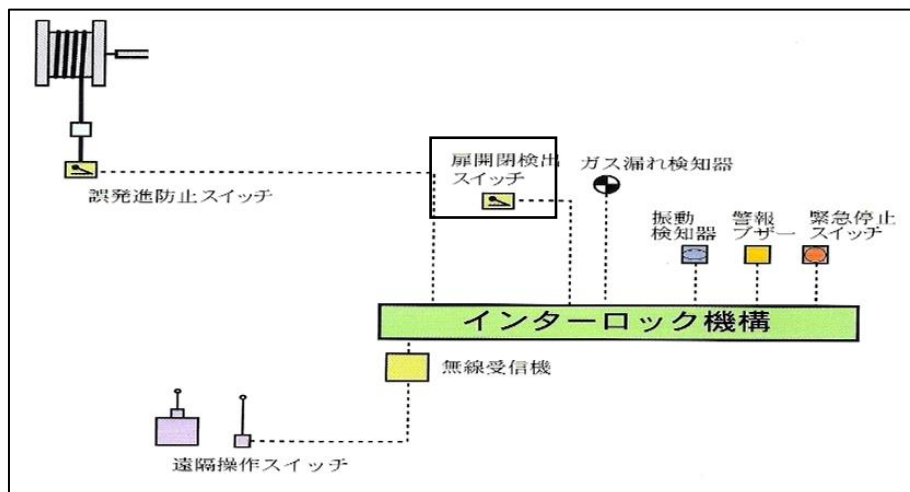 扉開閉検出
スイッチ
ガス漏れ検知器
誤発進防止スイッチ
振動
検知器
警報
ブザー
緊急停止
スイッチ
インターロック機構
無線受信機
遠隔操作スイッチ